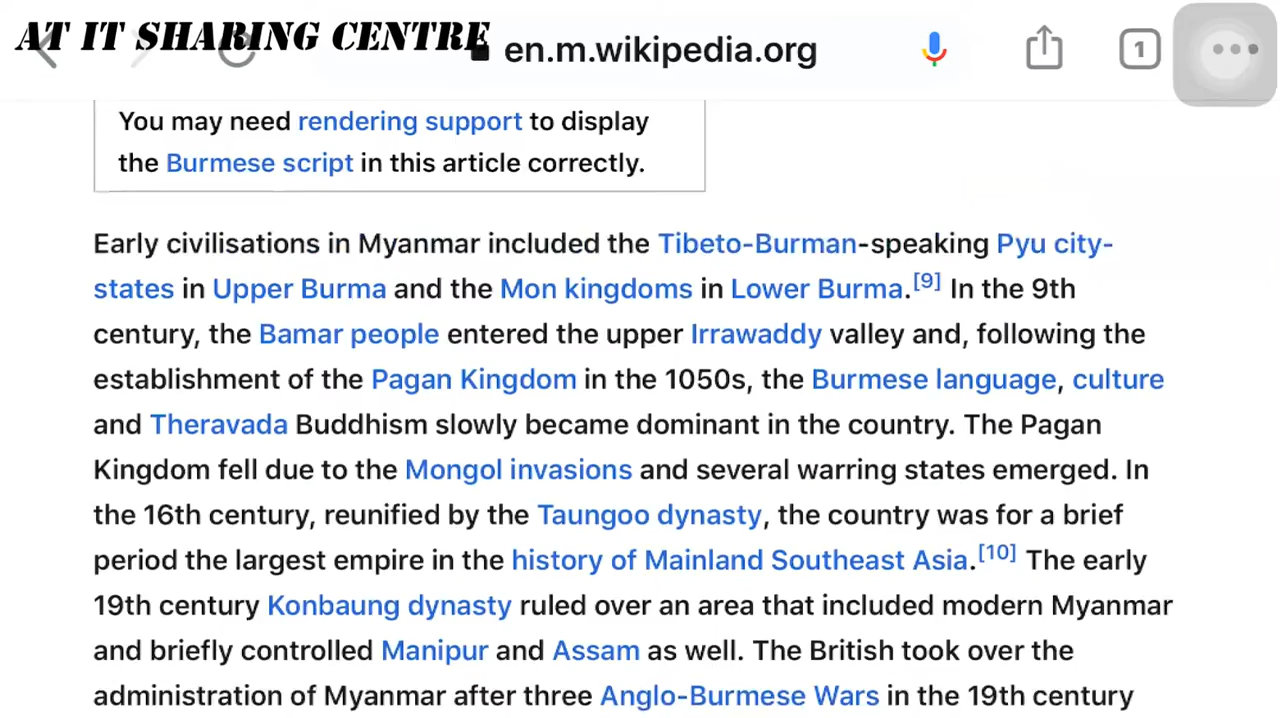 AT IT SHARING CENTRE
en.m.wikipedia.org
1
You may need rendering support to display
the Burmese script in this article correctly.
Early civilisations in Myanmar included the Tibeto-Burman-speaking Pyu city-
states in Upper Burma and the Mon kingdoms in Lower Burma.[9] In the 9th
century, the Bamar people entered the upper Irrawaddy valley and, following the
establishment of the Pagan Kingdom in the 1050s, the Burmese language, culture
and Theravada Buddhism slowly became dominant in the country. The Pagan
Kingdom fell due to the Mongol invasions and several warring states emerged. In
the 16th century, reunified by the Taungoo dynasty, the country was for a brief
period the largest empire in the history of Mainland Southeast Asia.[10] The early
19th century Konbaung dynasty ruled over an area that included modern Myanmar
and briefly controlled Manipur and Assam as well. The British took over the
administration of Myanmar after three Anglo-Burmese Wars in the 19th century